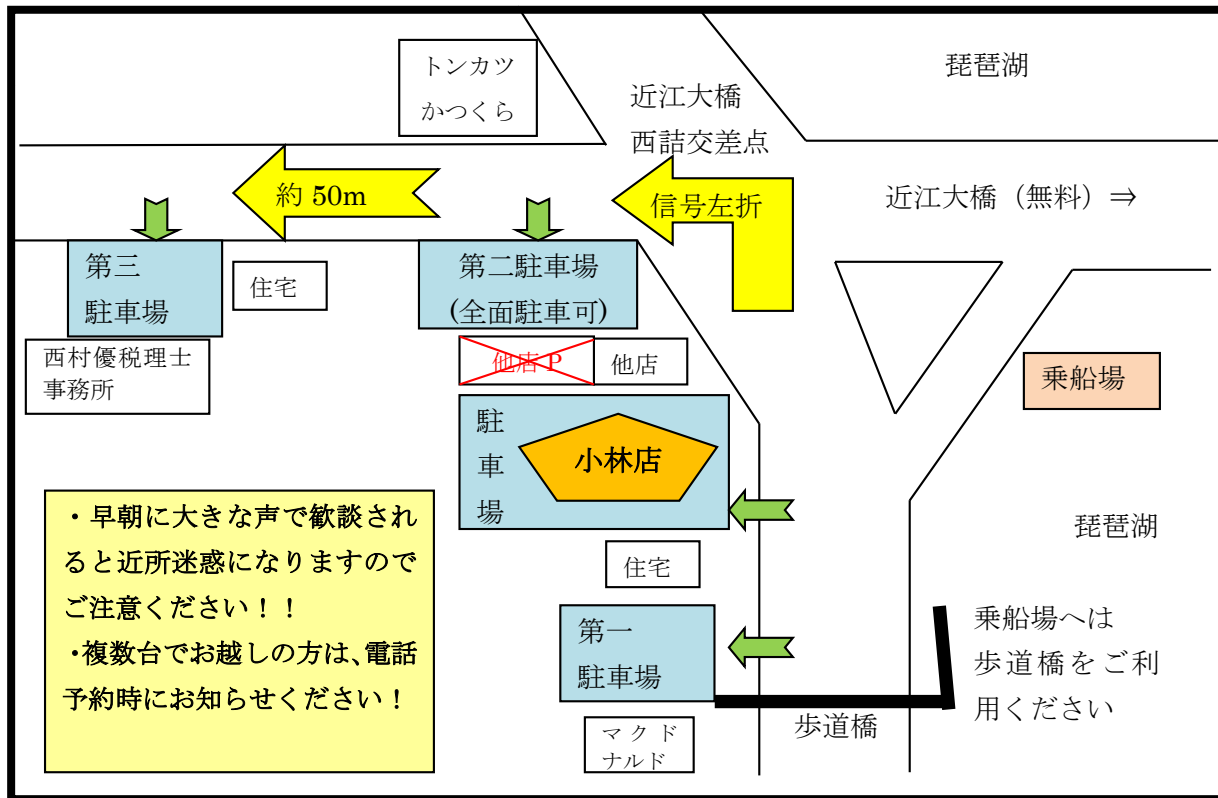 トンカツ
かつくら
近江大橋
西詰交差点
琵琶湖
約 50m
信号左折
近江大橋（無料）⇒
第三
駐車場
住宅
第二駐車場
(全面駐車可)
西村優税理士
事務所
他店 P
他店
乗船場
駐
車
場
小林店
・早朝に大きな声で歓談され
ると近所迷惑になりますので
ご注意ください！！
・複数台でお越しの方は、電話
予約時にお知らせください！
琵琶湖
住宅
第一
駐車場
乗船場へは
歩道橋をご利
用ください
歩道橋
マクド
ナルド